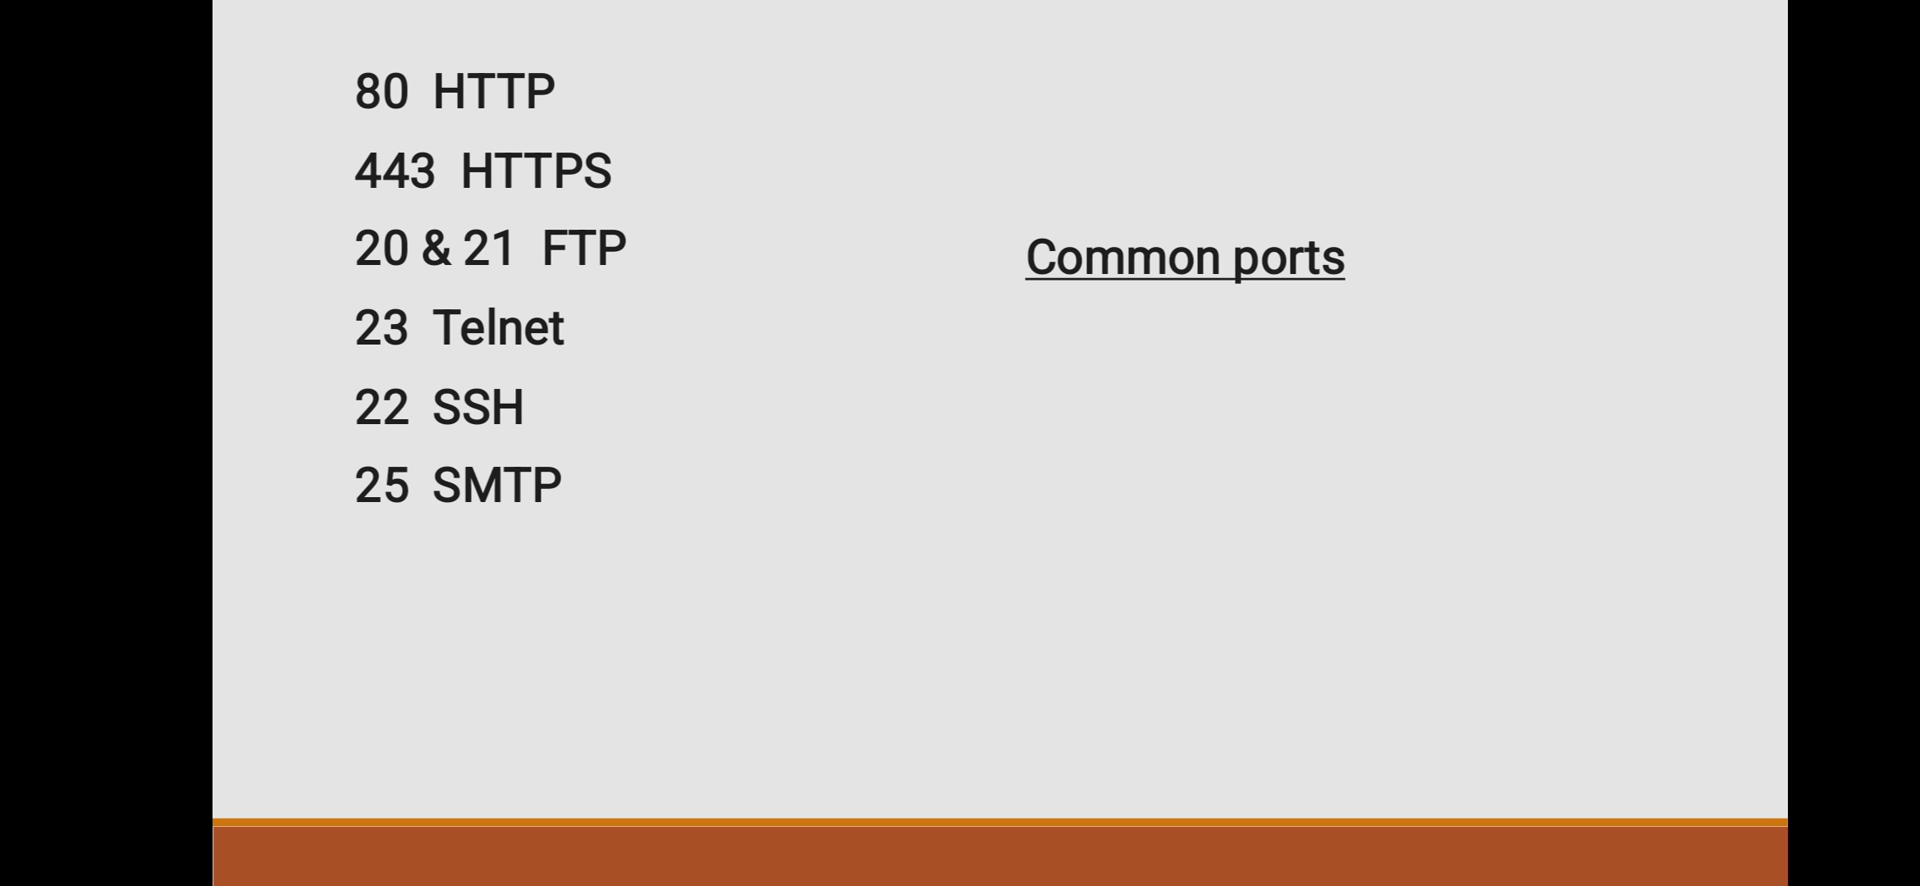 80 HTTP
443 HTTPS
20 & 21 FTP
23 Telnet
22 SSH
25 SMTP
Common ports